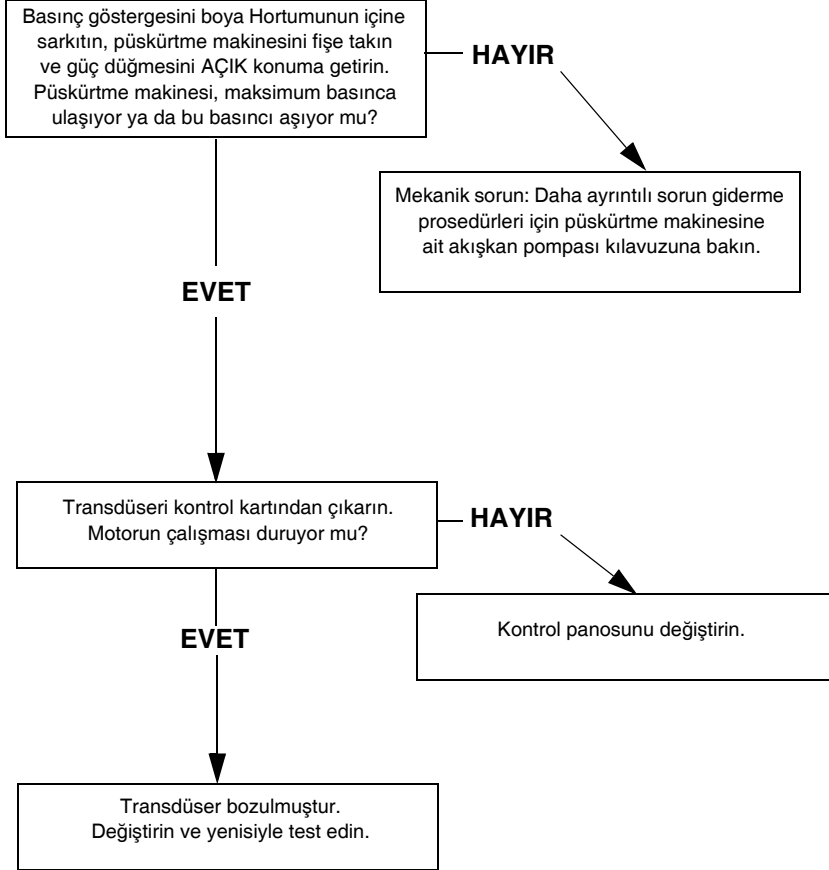 Basınç göstergesini boya Hortumunun içine
sarkıtın, püskürtme makinesini fişe takın
ve güç düğmesini AÇIK konuma getirin.
Püskürtme makinesi, maksimum basınca
ulaşıyor ya da bu basıncı aşıyor mu?
HAYIR
Mekanik sorun: Daha ayrıntılı sorun giderme
prosedürleri için püskürtme makinesine
ait akışkan pompası kılavuzuna bakın.
EVET
Transdüseri kontrol kartından çıkarın.
Motorun çalışması duruyor mu?
HAYIR
Kontrol panosunu değiştirin.
EVET
Transdüser bozulmuştur.
Değiştirin ve yenisiyle test edin.